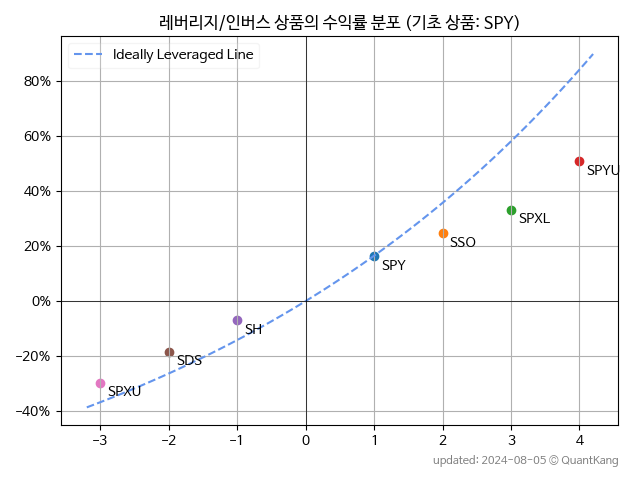 레버리지/인버스 상품의 수익률 분포 (기초 상품: SPY)
Ideally Leveraged Line
80%
60%
40%
20%
0%
−20%
−40%
SPYU
SPXL
SSO
SPY
SH
SDS
SPXU
−3 −2 −1 0 1 2 3 4
updated: 2024-08-05 © QuantKang